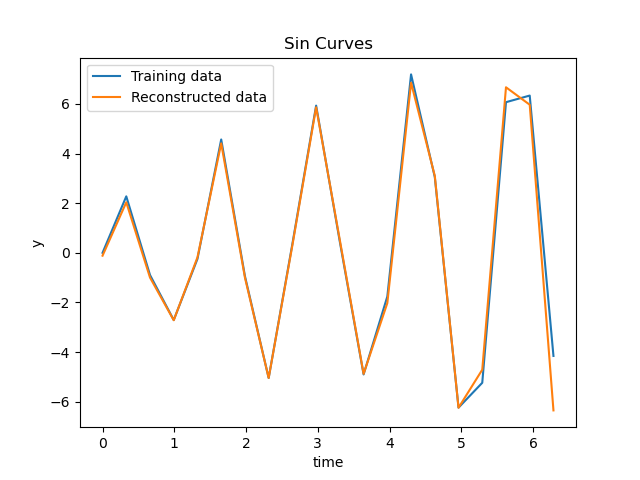 Sin Curves
Training data
Reconstructed data
6
4
2
0
−2
−4
−6
y
0 1 2 3 4 5 6
time